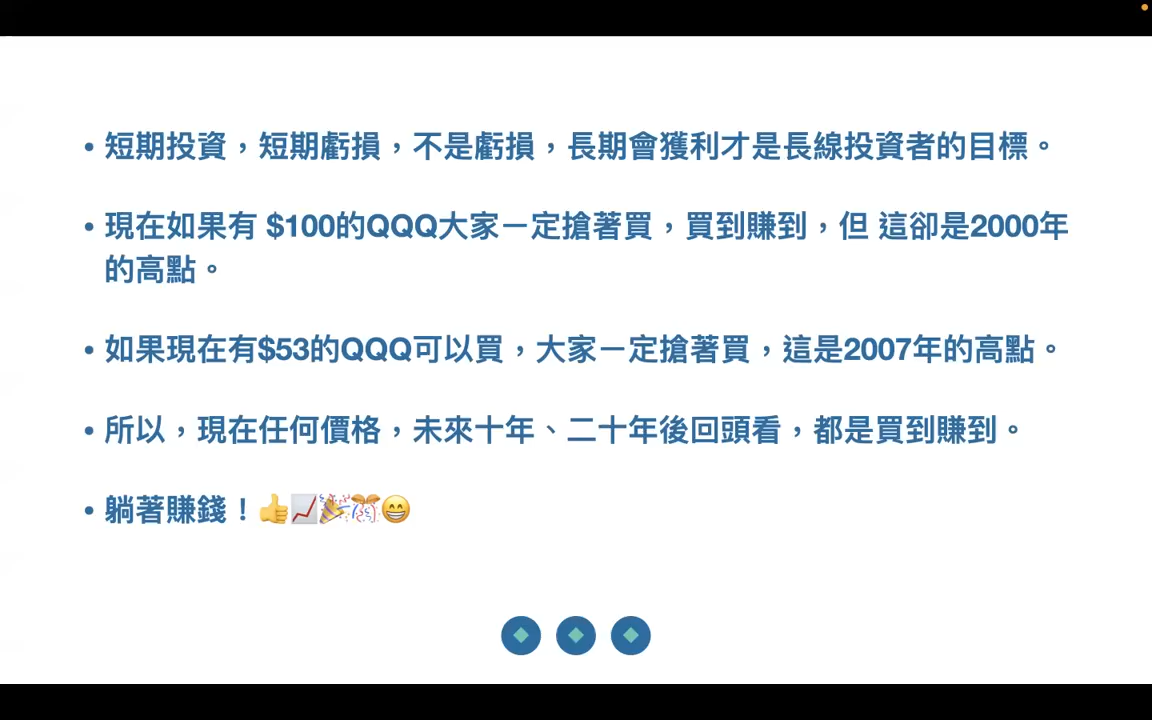 • 短期投資，短期虧損，不是虧損，長期會獲利才是長線投資者的目標。
• 現在如果有 $100的QQQ大家一定搶著買，買到賺到，但 這卻是2000年
的高點。
• 如果現在有$53的QQQ可以買，大家一定搶著買，這是2007年的高點。
• 所以，現在任何價格，未來十年、二十年後回頭看，都是買到賺到。
• 躺著賺錢！👍📈🎉🎊😁